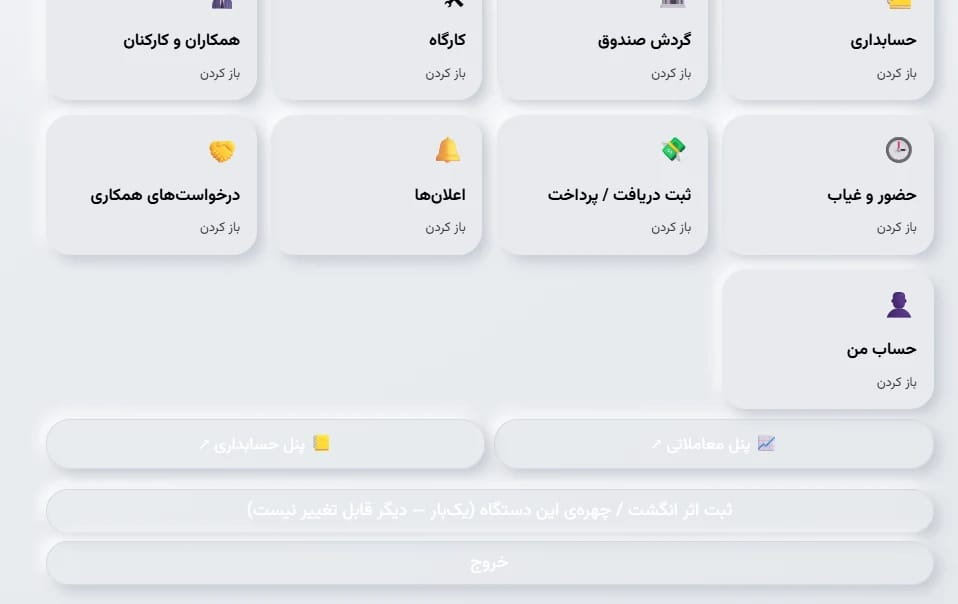 حسابداری
باز کردن
گردش صندوق
باز کردن
کارگاه
باز کردن
همکاران و کارکنان
باز کردن
حضور و غیاب
باز کردن
ثبت دریافت / پرداخت
باز کردن
اعلان‌ها
باز کردن
درخواست‌های همکاری
باز کردن
حساب من
باز کردن
پنل معاملاتی ↗
پنل حسابداری ↗
ثبت اثر انگشت / چهره‌ی این دستگاه (یک‌بار — دیگر قابل تغییر نیست)
خروج